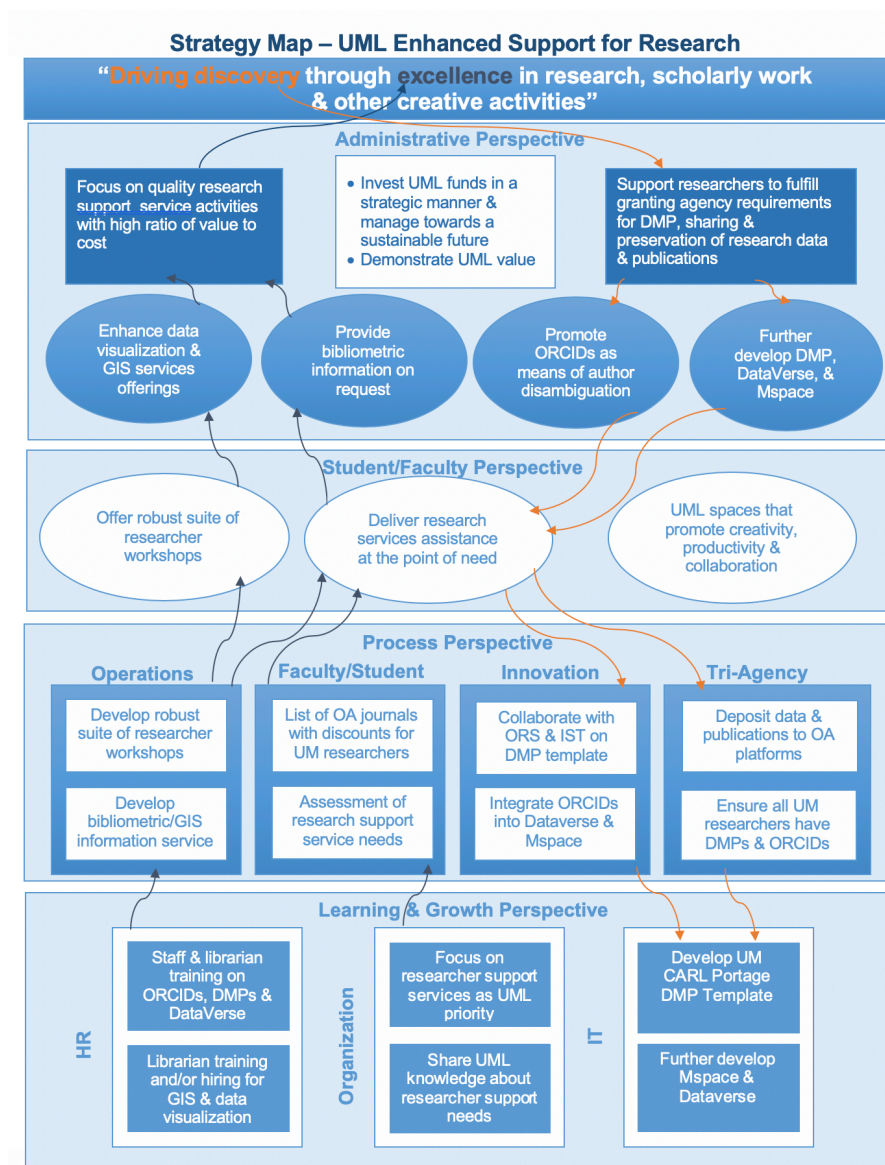 Strategy Map – UML Enhanced Support for Research
“Driving discovery through excellence in research, scholarly work
& other creative activities”
Administrative Perspective
Focus on quality research
support service activities
with high ratio of value to
cost
• Invest UML funds in a
strategic manner &
manage towards a
sustainable future
• Demonstrate UML value
Support researchers to fulfill
granting agency requirements
for DMP, sharing &
preservation of research data
& publications
Enhance data
visualization &
GIS services
offerings
Provide
bibliometric
information on
request
Promote
ORCIDs as
means of author
disambiguation
Further
develop DMP,
DataVerse, &
Mspace
Student/Faculty Perspective
Offer robust suite of
researcher
workshops
Deliver research
services assistance
at the point of need
UML spaces that
promote creativity,
productivity &
collaboration
Process Perspective
Operations
Develop robust
suite of researcher
workshops
Develop
bibliometric/GIS
information service
Faculty/Student
List of OA journals
with discounts for
UM researchers
Assessment of
research support
service needs
Innovation
Collaborate with
ORS & IST on
DMP template
Integrate ORCIDs
into Dataverse &
Mspace
Tri-Agency
Deposit data &
publications to OA
platforms
Ensure all UM
researchers have
DMPs & ORCIDs
Learning & Growth Perspective
HR
Staff & librarian
training on
ORCIDs, DMPs &
DataVerse
Librarian training
and/or hiring for
GIS & data
visualization
Organization
Focus on
researcher support
services as UML
priority
Share UML
knowledge about
researcher support
needs
IT
Develop UM
CARL Portage
DMP Template
Further develop
Mspace &
Dataverse